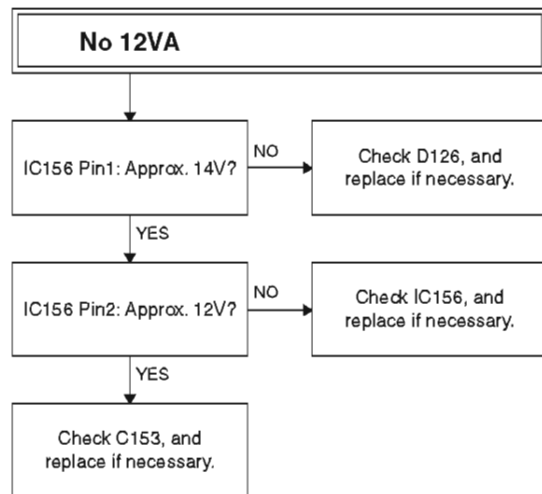 No 12VA
IC156 Pin1: Approx. 14V?
NO
Check D126, and
replace if necessary.
YES
IC156 Pin2: Approx. 12V?
NO
Check IC156, and
replace if necessary.
YES
Check C153, and
replace if necessary.